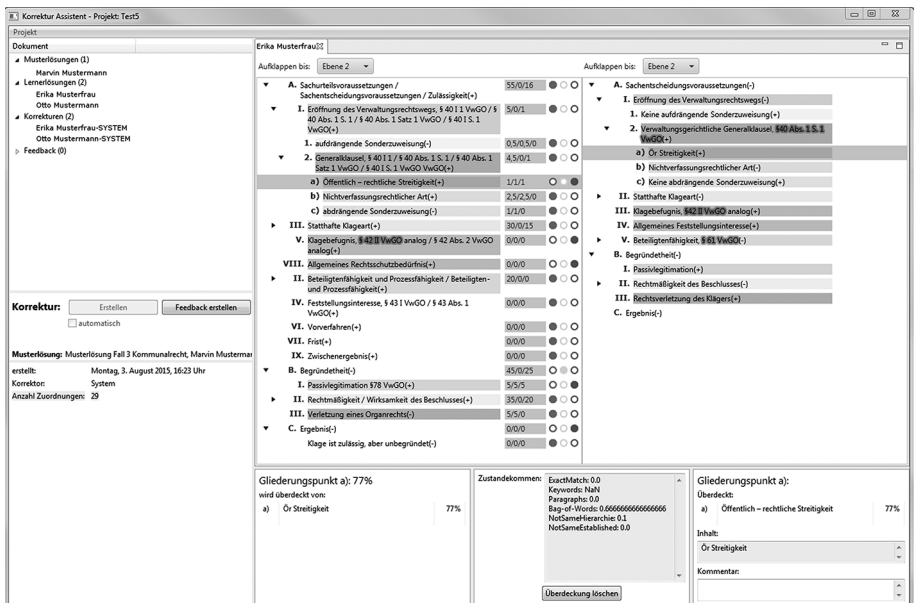 Korrektur Assistent - Projekt: Test5
Projekt
Dokument
Musterlösungen (1)
Marvin Mustermann
Lernerlösungen (2)
Erika Musterfrau
Otto Mustermann
Korrekturen (2)
Erika Musterfrau-SYSTEM
Otto Mustermann-SYSTEM
Feedback (0)
Korrektur:
Erstellen
Feedback erstellen
automatisch
Musterlösung: Musterlösung Fall 3 Kommunalrecht, Marvin Musterman
erstellt: Montag, 3. August 2015, 16:23 Uhr
Korrektor: System
Anzahl Zuordnungen: 29
Erika Musterfrau
Aufklappen bis: Ebene 2
A. Sachurteilsvoraussetzungen /
Sachentscheidungsvoraussetzungen / Zulässigkeit(+) 55/0/16
I. Eröffnung des Verwaltungsrechtswegs, § 40 I 1 VwGO / § 5/0/1
40 Abs. 1 S. 1 / § 40 Abs. 1 Satz 1 VwGO / § 40 I S. 1
VwGO(+)
1. aufdrängende Sonderzuweisung(-) 0,5/0,5/0
2. Generalklausel, § 40 I 1 / § 40 Abs. 1 S. 1 / § 40 Abs. 1 4,5/0/1
Satz 1 VwGO / § 40 I S. 1 VwGO VwGO(+)
a) Öffentlich – rechtliche Streitigkeit(+) 1/1/1
b) Nichtverfassungsrechtlicher Art(+) 2,5/2,5/0
c) abdrängende Sonderzuweisung(-) 1/1/0
III. Statthafte Klageart(+) 30/0/15
V. Klagebefugnis, § 42 II VwGO analog / § 42 Abs. 2 VwGO 0/0/0
analog(+)
VIII. Allgemeines Rechtsschutzbedürfnis(+) 0/0/0
II. Beteiligtenfähigkeit und Prozessfähigkeit / Beteiligten- 20/0/0
und Prozessfähigkeit(+)
IV. Feststellungsinteresse, § 43 I VwGO / § 43 Abs. 1 0/0/0
VwGO(+)
VI. Vorverfahren(+) 0/0/0
VII. Frist(+) 0/0/0
IX. Zwischenergebnis(+) 0/0/0
B. Begründetheit(-) 45/0/25
I. Passivlegitimation §78 VwGO(+) 5/5/5
II. Rechtmäßigkeit / Wirksamkeit des Beschlusses(+) 35/0/20
III. Verletzung eines Organrechts(-) 5/5/0
C. Ergebnis(-) 0/0/0
Klage ist zulässig, aber unbegründet(-) 0/0/0
Aufklappen bis: Ebene 2
A. Sachentscheidungsvoraussetzungen(-)
I. Eröffnung des Verwaltungsrechtswegs(-)
1. Keine aufdrängende Sonderzuweisung(+)
2. Verwaltungsgerichtliche Generalklausel, §40 Abs. 1 S. 1
VwGO(+)
a) Ör Streitigkeit(+)
b) Nichtverfassungsrechtlicher Art(-)
c) Keine abdrängende Sonderzuweisung(+)
II. Statthafte Klageart(-)
III. Klagebefugnis, §42 II VwGO analog(+)
IV. Allgemeines Feststellungsinteresse(+)
V. Beteiligtenfähigkeit, § 61 VwGO(-)
B. Begründetheit(-)
I. Passivlegitimation(+)
II. Rechtmäßigkeit des Beschlusses(-)
III. Rechtsverletzung des Klägers(+)
C. Ergebnis(-)
Gliederungspunkt a): 77%
wird überdeckt von:
a) Ör Streitigkeit 77%
Zustandekommen:
ExactMatch: 0.0
Keywords: NaN
Paragraphs: 0.0
Bag-of-Words: 0.6666666666666666
NotSameHierarchie: 0.1
NotSameEstablished: 0.0
Überdeckung löschen
Gliederungspunkt a):
Überdeckt:
a) Öffentlich – rechtliche Streitigkeit 77%
Inhalt:
Ör Streitigkeit
Kommentar: